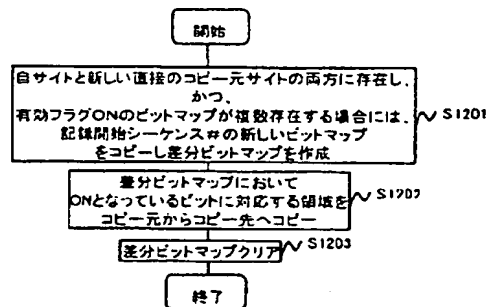 開始
自サイトと新しい直接のコピー元サイトの両方に存在し、
かつ、
有効フラグONのビットマップが複数存在する場合には、
記録開始シーケンス#の新しいビットマップ
をコピーし差分ビットマップを作成
S1201
差分ビットマップにおいて
ONとなっているビットに対応する領域を
コピー元からコピー先へコピー
S1202
差分ビットマップクリア
S1203
終了